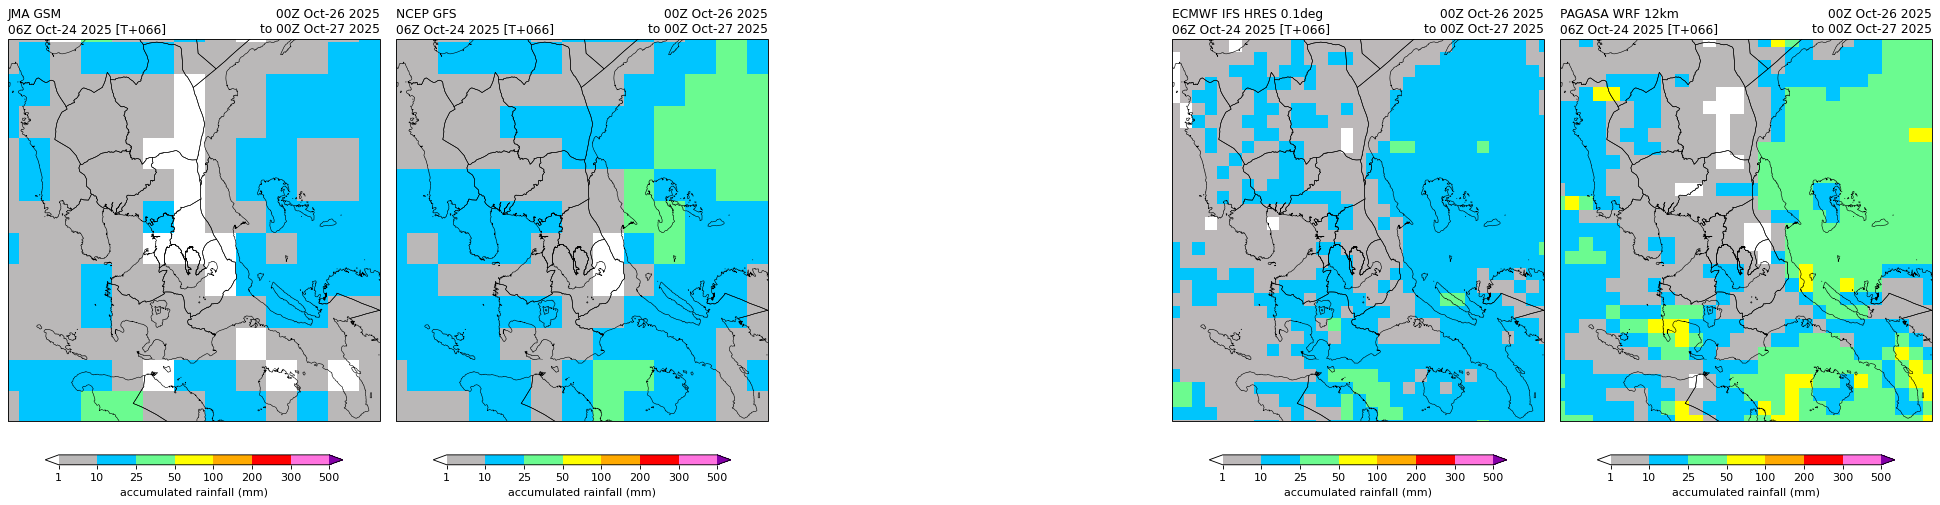 JMA GSM 00Z Oct-26 2025
06Z Oct-24 2025 [T+066] to 00Z Oct-27 2025
1 10 25 50 100 200 300 500
accumulated rainfall (mm)
NCEP GFS 00Z Oct-26 2025
06Z Oct-24 2025 [T+066] to 00Z Oct-27 2025
1 10 25 50 100 200 300 500
accumulated rainfall (mm)
ECMWF IFS HRES 0.1deg 00Z Oct-26 2025
06Z Oct-24 2025 [T+066] to 00Z Oct-27 2025
1 10 25 50 100 200 300 500
accumulated rainfall (mm)
PAGASA WRF 12km 00Z Oct-26 2025
06Z Oct-24 2025 [T+066] to 00Z Oct-27 2025
1 10 25 50 100 200 300 500
accumulated rainfall (mm)